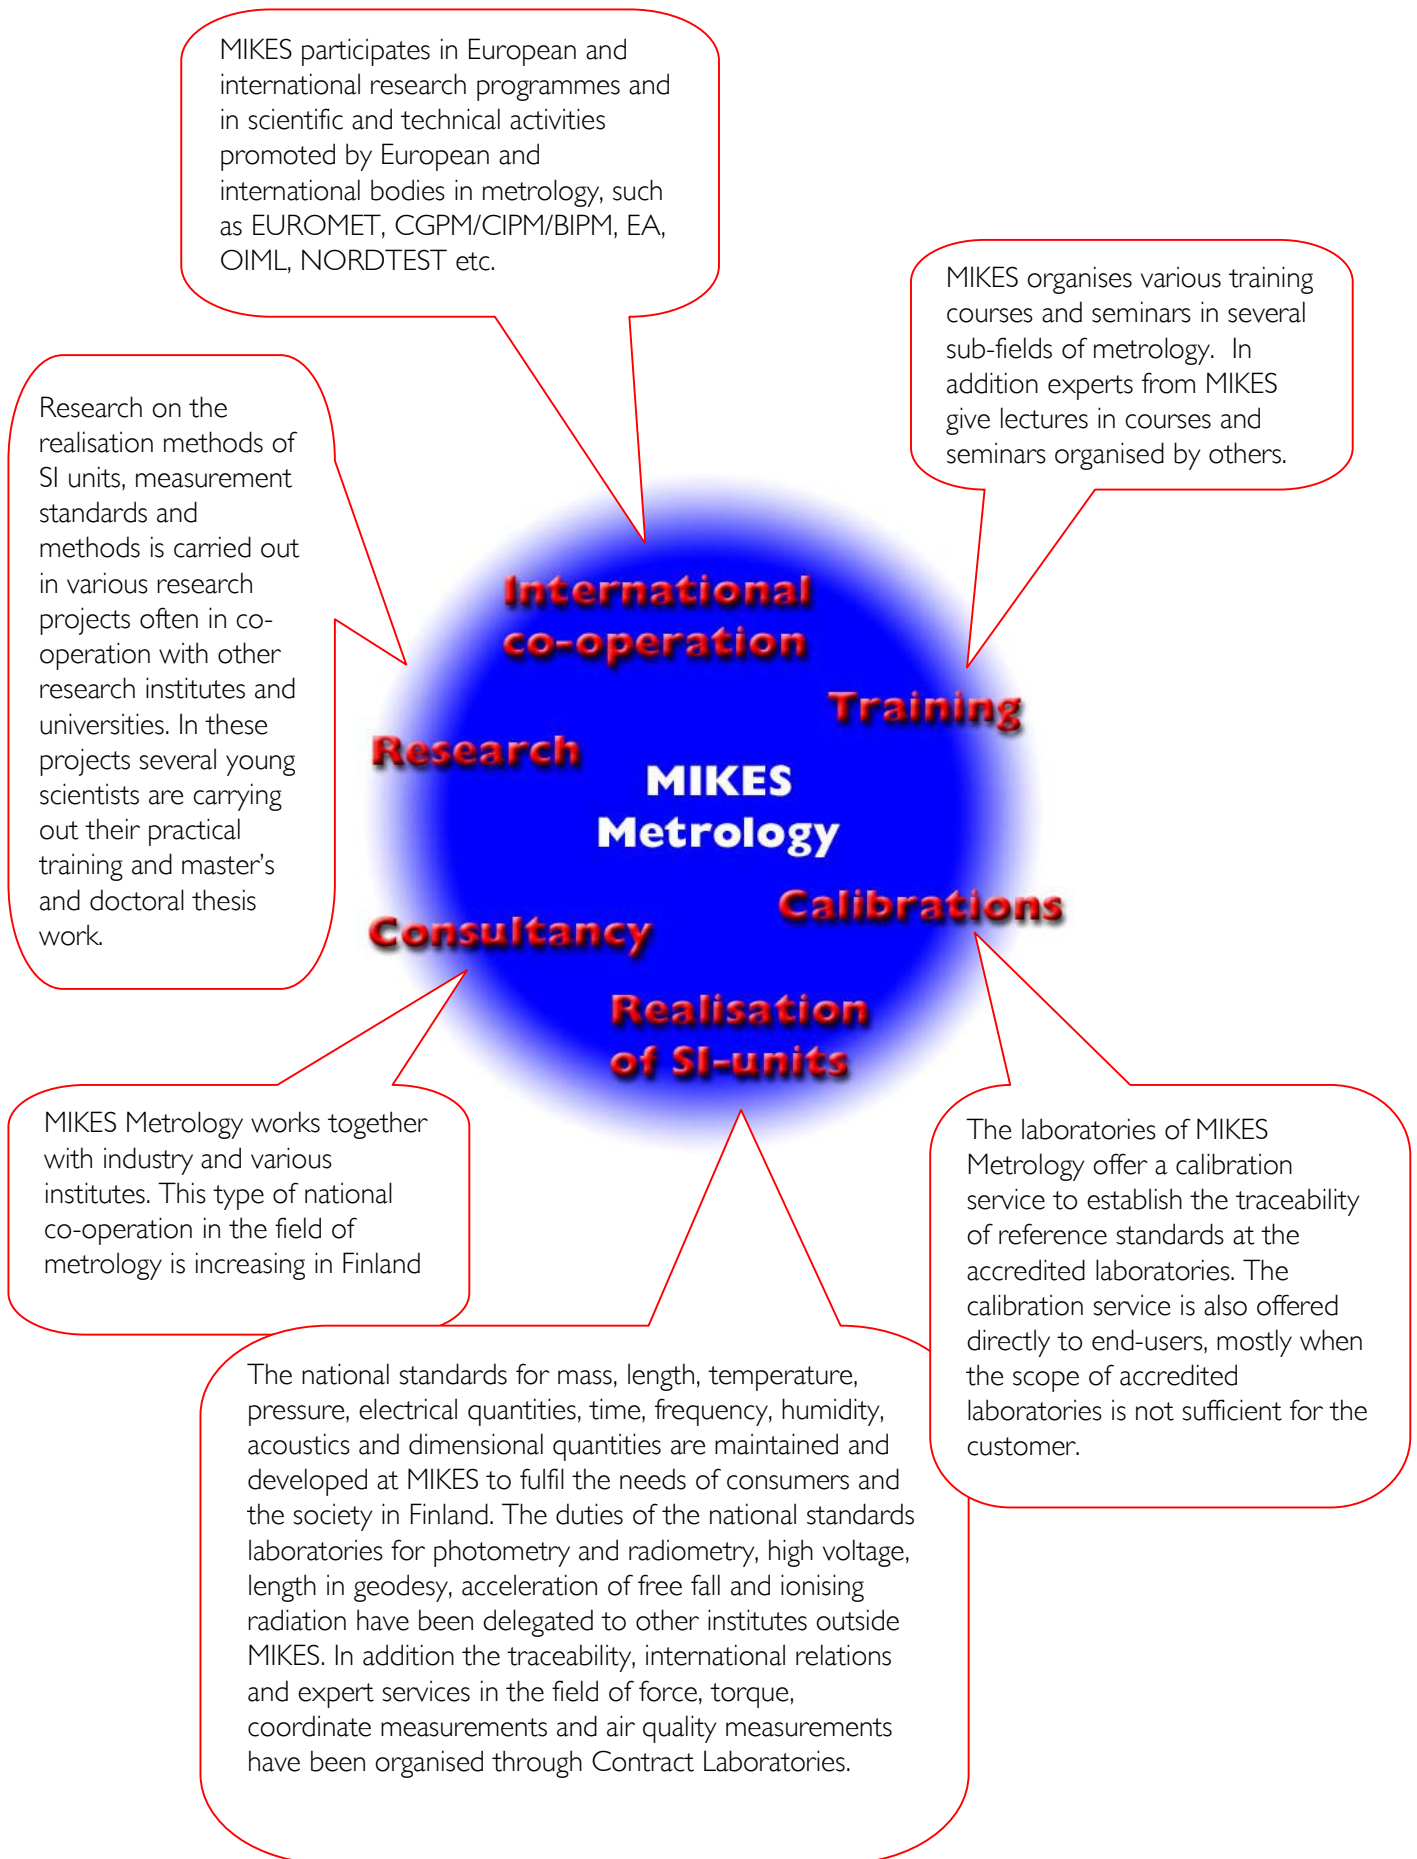 MIKES participates in European and
international research programmes and
in scientific and technical activities
promoted by European and
international bodies in metrology, such
as EUROMET, CGPM/CIPM/BIPM, EA,
OIML, NORDTEST etc.
MIKES organises various training
courses and seminars in several
sub-fields of metrology.  In
addition experts from MIKES
give lectures in courses and
seminars organised by others.
Research on the
realisation methods of
SI units, measurement
standards and
methods is carried out
in various research
projects often in co-
operation with other
research institutes and
universities. In these
projects several young
scientists are carrying
out their practical
training and master's
and doctoral thesis
work.
International
co-operation
Training
Research
MIKES
Metrology
Calibrations
Consultancy
Realisation
of SI-units
MIKES Metrology works together
with industry and various
institutes. This type of national
co-operation in the field of
metrology is increasing in Finland
The laboratories of MIKES
Metrology offer a calibration
service to establish the traceability
of reference standards at the
accredited laboratories. The
calibration service is also offered
directly to end-users, mostly when
the scope of accredited
laboratories is not sufficient for the
customer.
The national standards for mass, length, temperature,
pressure, electrical quantities, time, frequency, humidity,
acoustics and dimensional quantities are maintained and
developed at MIKES to fulfil the needs of consumers and
the society in Finland. The duties of the national standards
laboratories for photometry and radiometry, high voltage,
length in geodesy, acceleration of free fall and ionising
radiation have been delegated to other institutes outside
MIKES. In addition the traceability, international relations
and expert services in the field of force, torque,
coordinate measurements and air quality measurements
have been organised through Contract Laboratories.